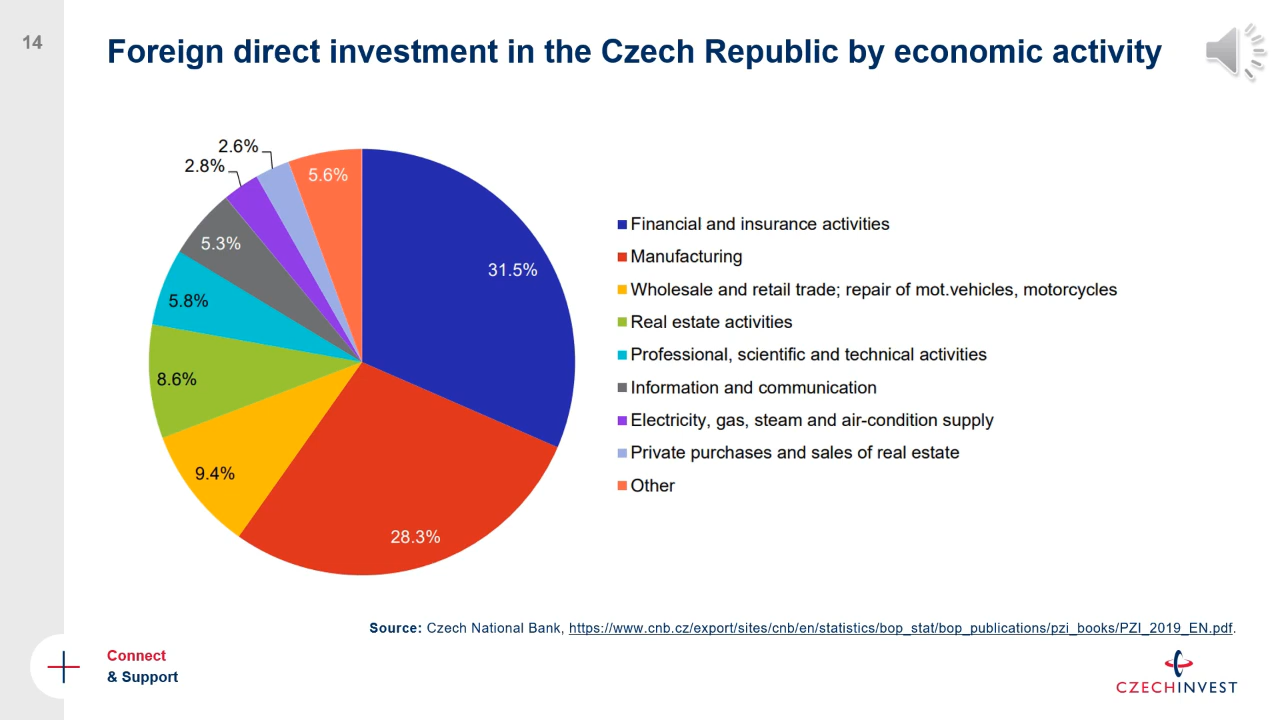 14
Foreign direct investment in the Czech Republic by economic activity
2.6%
2.8%
5.6%
5.3%
31.5%
5.8%
8.6%
9.4%
28.3%
Financial and insurance activities
Manufacturing
Wholesale and retail trade; repair of mot.vehicles, motorcycles
Real estate activities
Professional, scientific and technical activities
Information and communication
Electricity, gas, steam and air-condition supply
Private purchases and sales of real estate
Other
Source: Czech National Bank, https://www.cnb.cz/export/sites/cnb/en/statistics/bop_stat/bop_publications/pzi_books/PZI_2019_EN.pdf.
Connect
& Support
CZECHINVEST